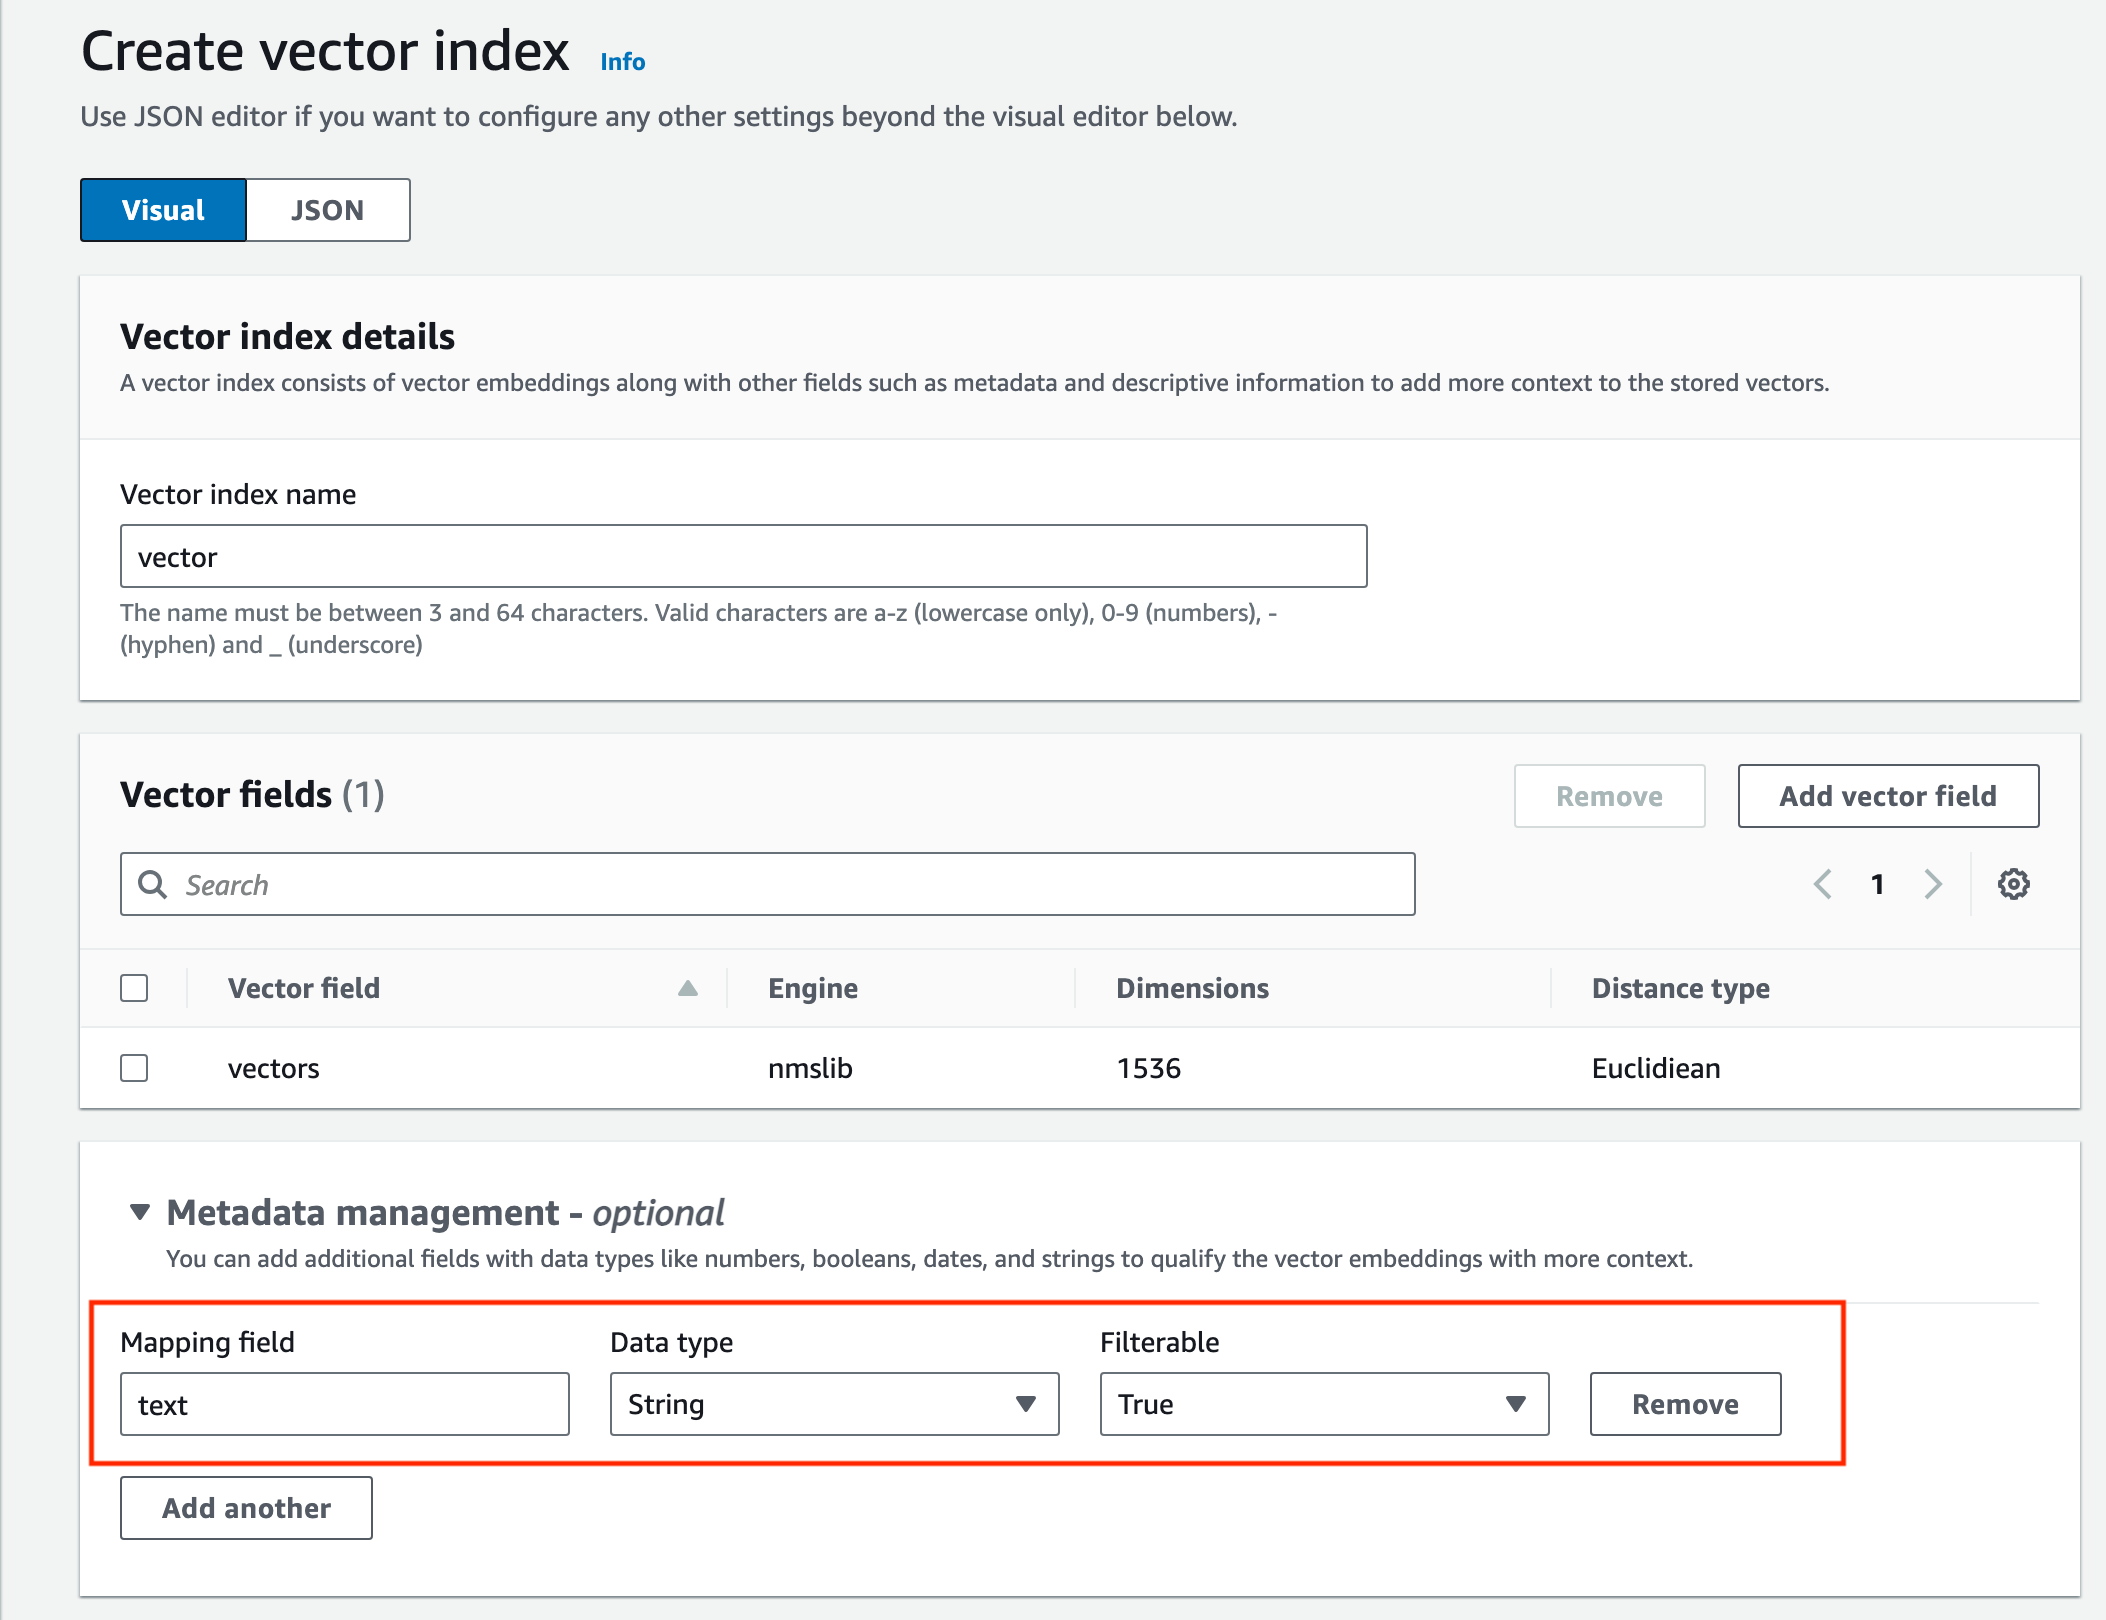 Create vector index Info
Use JSON editor if you want to configure any other settings beyond the visual editor below.
Visual JSON
Vector index details
A vector index consists of vector embeddings along with other fields such as metadata and descriptive information to add more context to the stored vectors.
Vector index name
vector
The name must be between 3 and 64 characters. Valid characters are a-z (lowercase only), 0-9 (numbers), -
(hyphen) and _ (underscore)
Vector fields (1) Remove Add vector field
Search 1
Vector field Engine Dimensions Distance type
vectors nmslib 1536 Euclidiean
Metadata management - optional
You can add additional fields with data types like numbers, booleans, dates, and strings to qualify the vector embeddings with more context.
Mapping field Data type Filterable
text String True Remove
Add another